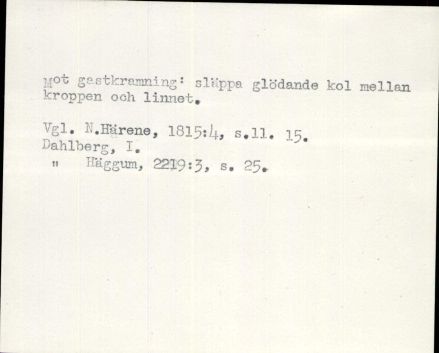 Mot gastkramning: släppa glödande kol mellan
kroppen och linnet.
Vgl. N.Härene, 1815:4, s.11. 15.
Dahlberg, I.
" Häggum, 2219:3, s. 25.